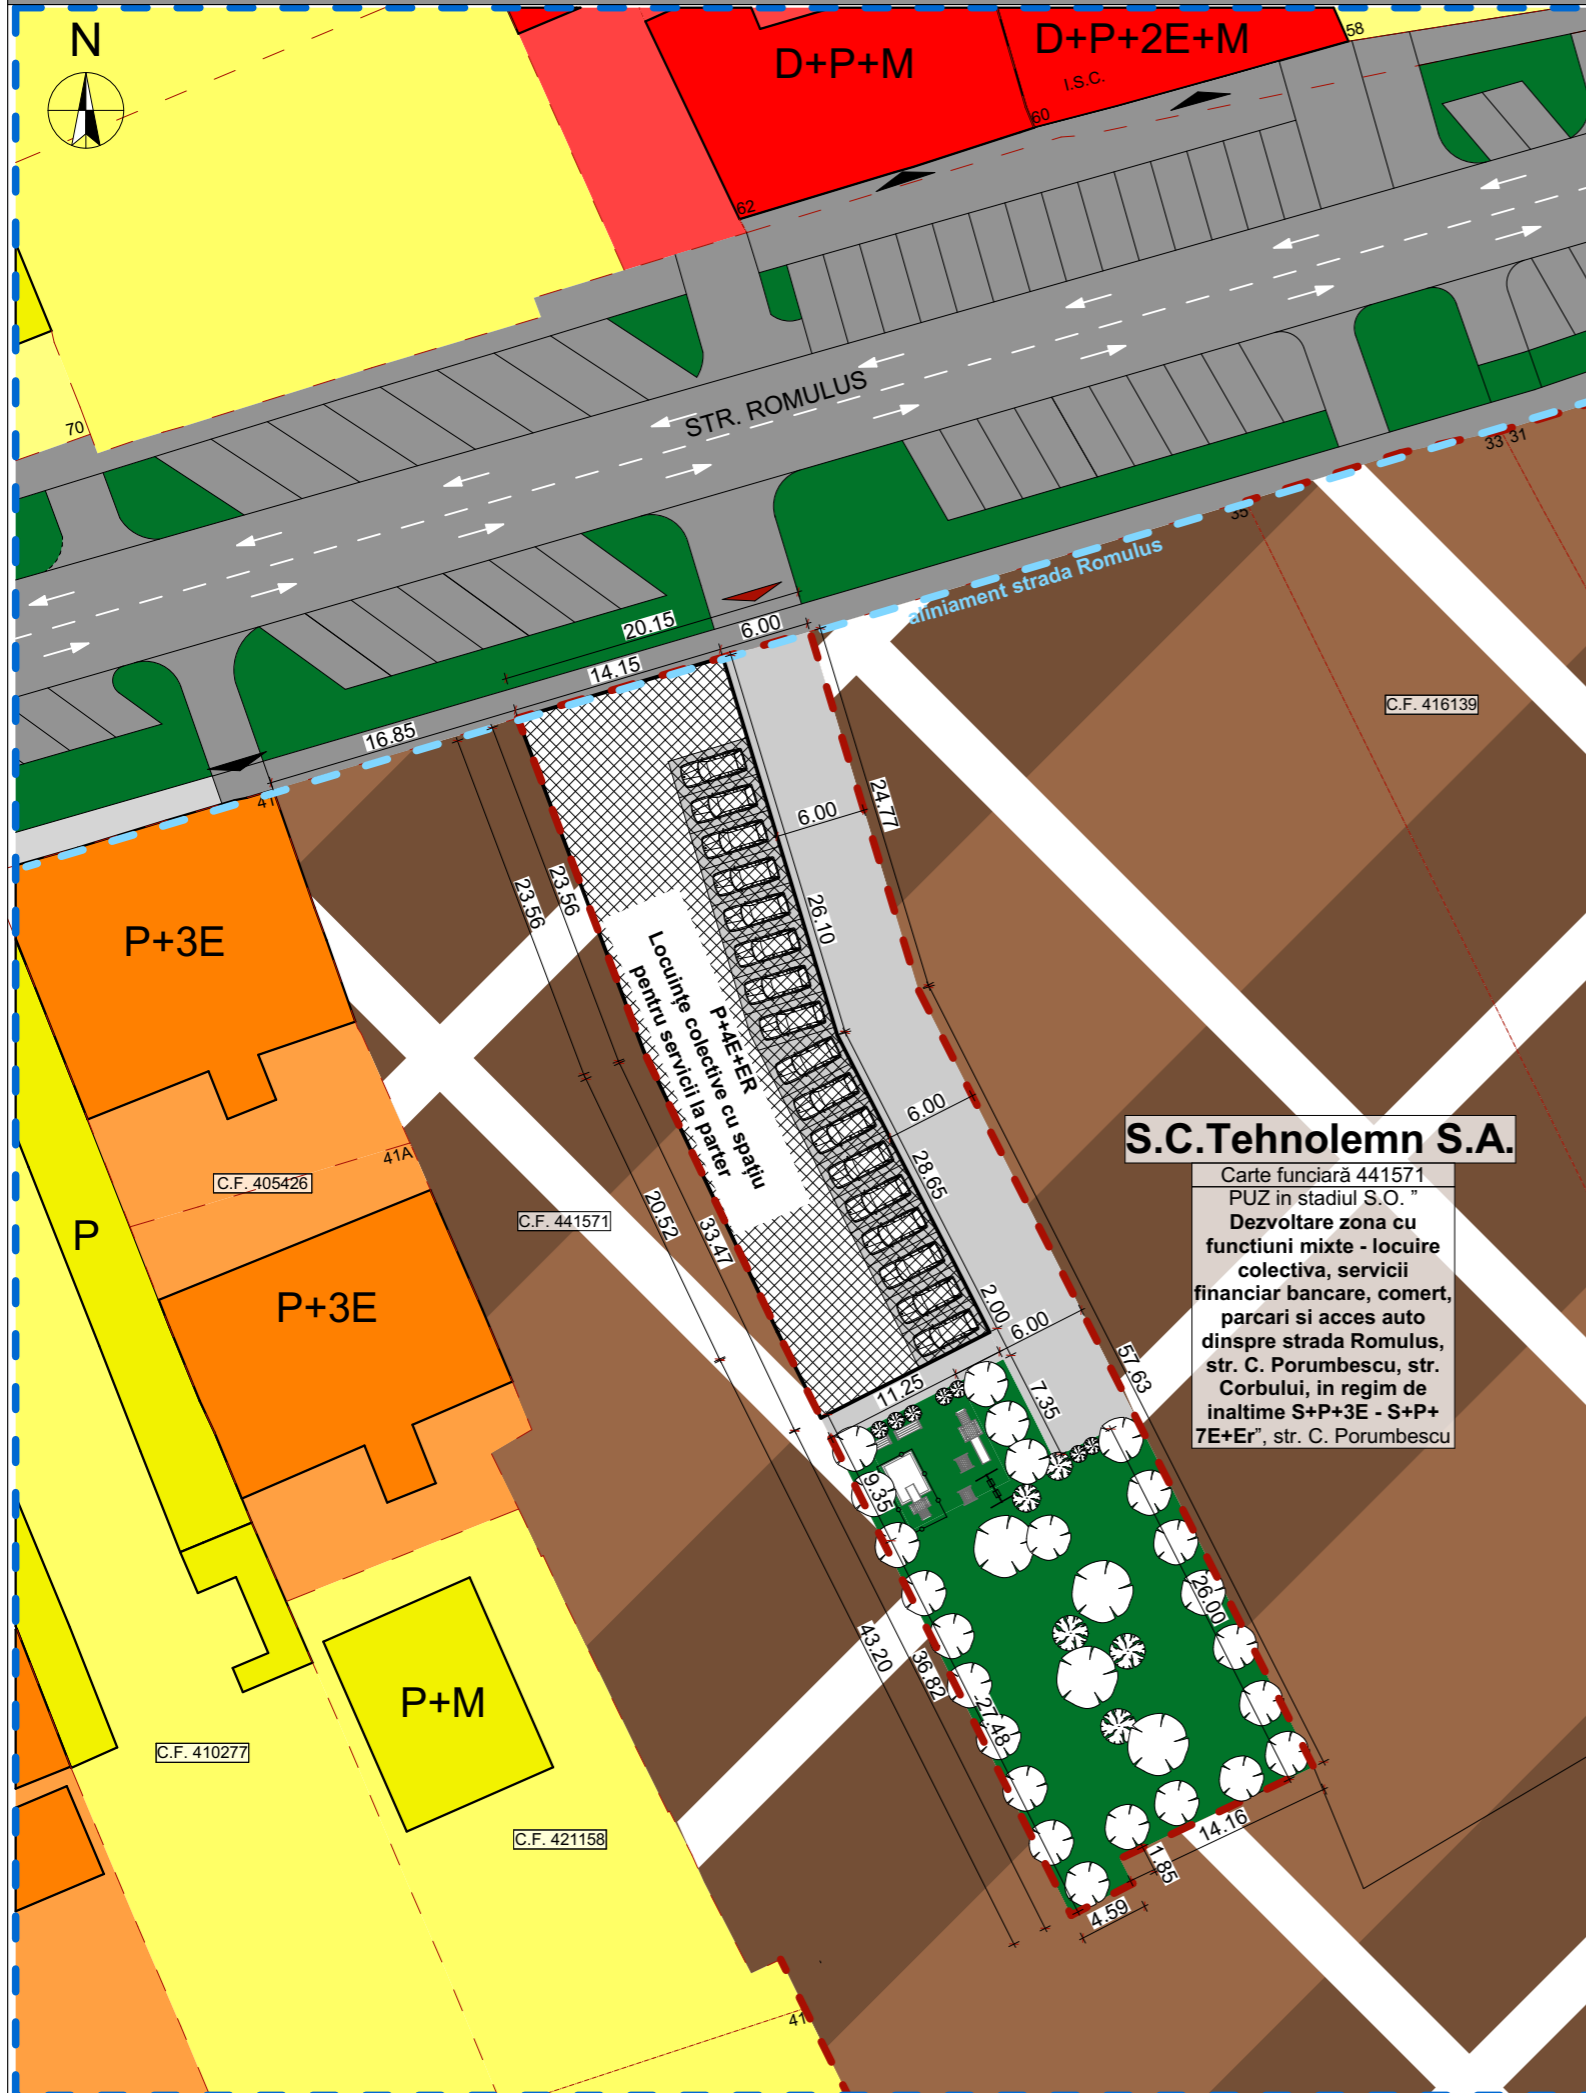 N
D+P+M
D+P+2E+M
58
I.S.C.
60
62
70
STR. ROMULUS
33
31
35
aliniament strada Romulus
20.15
6.00
14.15
16.85
41
C.F. 416139
24.77
6.00
23.56
23.56
26.10
P+3E
P+4E+ER
Locuințe colective cu spațiu
pentru servicii la parter
6.00
28.65
41A
C.F. 405426
C.F. 441571
P
20.52
33.47
S.C.Tehnolemn S.A.
Carte funciară 441571
PUZ in stadiul S.O. "
Dezvoltare zona cu
functiuni mixte - locuire
colectiva, servicii
financiar bancare, comert,
parcari si acces auto
dinspre strada Romulus,
str. C. Porumbescu, str.
Corbului, in regim de
inaltime S+P+3E - S+P+
7E+Er", str. C. Porumbescu
P+3E
2.00
6.00
57.63
11.25
7.35
9.35
26.00
43.20
36.82
27.48
P+M
C.F. 410277
C.F. 421158
14.16
1.85
4.59
41